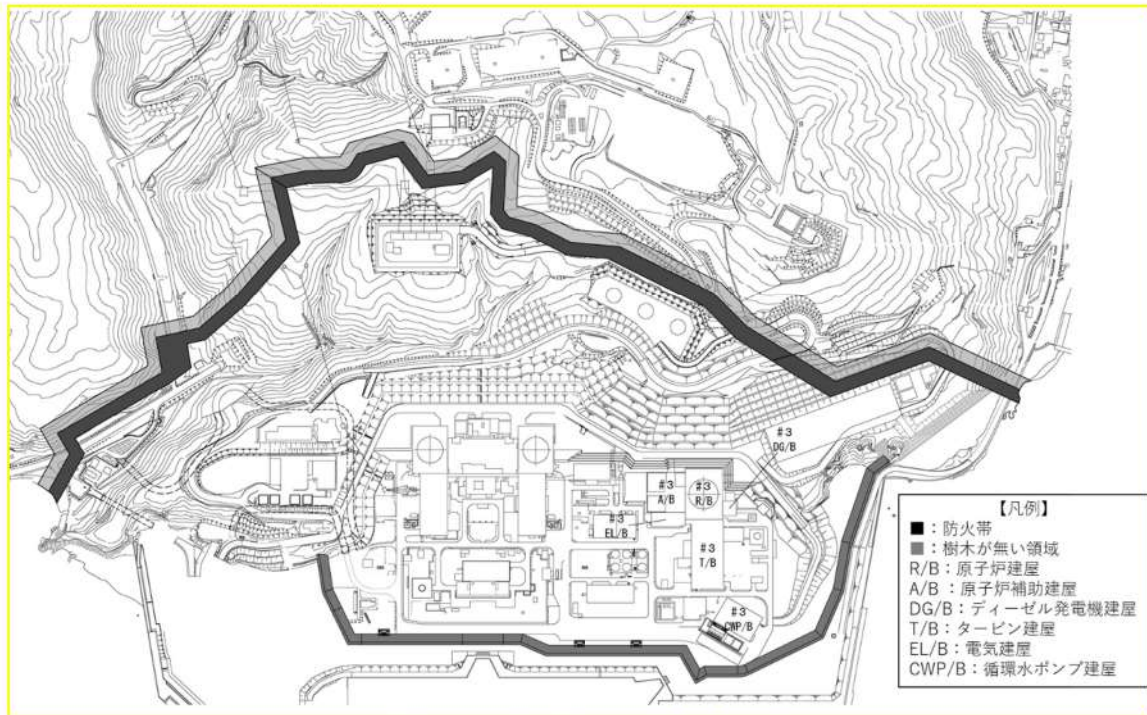 #3
DG/B
#3
A/B
#3
R/B
#3
EL/B
#3
T/B
#3
CWP/B
【凡例】
■：防火帯
■：樹木が無い領域
R/B：原子炉建屋
A/B：原子炉補助建屋
DG/B：ディーゼル発電機建屋
T/B：タービン建屋
EL/B：電気建屋
CWP/B：循環水ポンプ建屋